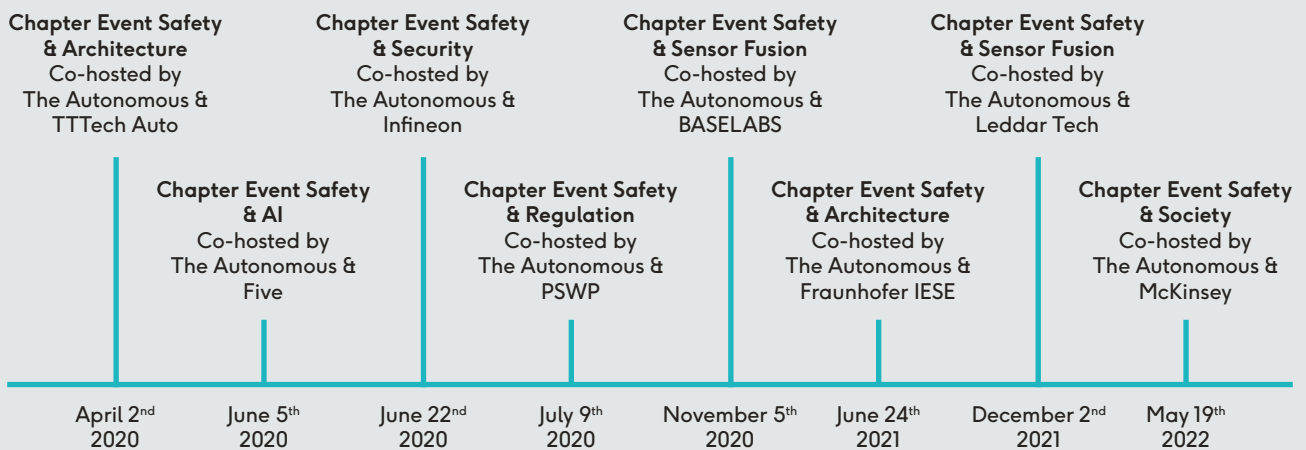 Chapter Event Safety
& Architecture
Co-hosted by
The Autonomous &
TTTech Auto
Chapter Event Safety
& Security
Co-hosted by
The Autonomous &
Infineon
Chapter Event Safety
& Sensor Fusion
Co-hosted by
The Autonomous &
BASELABS
Chapter Event Safety
& Sensor Fusion
Co-hosted by
The Autonomous &
Leddar Tech
Chapter Event Safety
& AI
Co-hosted by
The Autonomous &
Five
Chapter Event Safety
& Regulation
Co-hosted by
The Autonomous &
PSWP
Chapter Event Safety
& Architecture
Co-hosted by
The Autonomous &
Fraunhofer IESE
Chapter Event Safety
& Society
Co-hosted by
The Autonomous &
McKinsey
April 2nd
2020
June 5th
2020
June 22nd
2020
July 9th
2020
November 5th
2020
June 24th
2021
December 2nd
2021
May 19th
2022